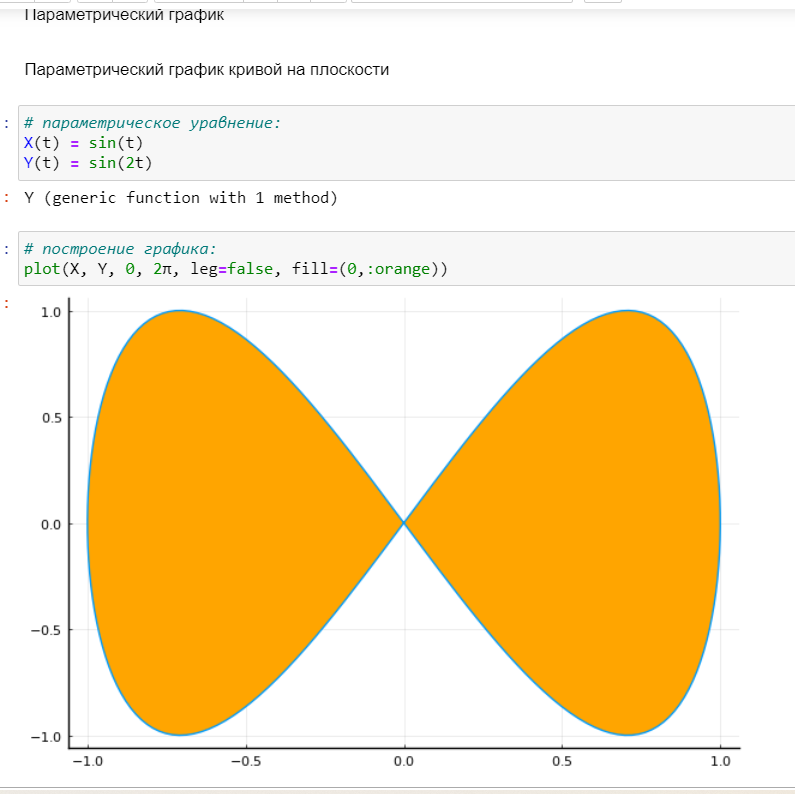 Параметрический график
Параметрический график кривой на плоскости
:
# параметрическое уравнение:
X(t) = sin(t)
Y(t) = sin(2t)
:
Y (generic function with 1 method)
:
# построение графика:
plot(X, Y, 0, 2π, leg=false, fill=(0,:orange))
:
1.0
0.5
0.0
−0.5
−1.0
−1.0 −0.5 0.0 0.5 1.0